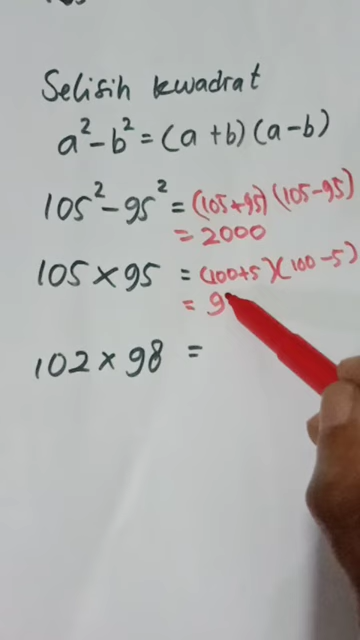 Selisih kwadrat
a² - b² = (a + b) (a - b)
105² - 95² = (105+95) (105-95)
= 2000
105 × 95 = (100+5)(100-5)
= 9
102 × 98 =